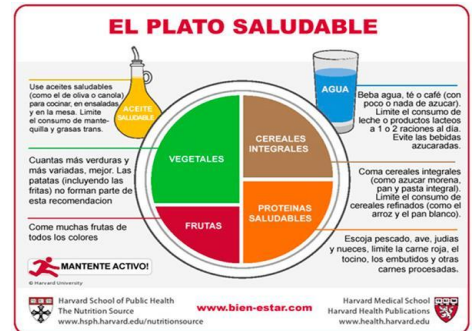 EL PLATO SALUDABLE
Use aceites saludables
(como el de oliva o canola)
para cocinar, en ensaladas
y en la mesa. Limite
el consumo de mante-
quilla y grasas trans.
ACEITE
SALUDABLE
AGUA
Beba agua, té o café (con
poco o nada de azucar).
Limite el consumo de
leche o productos lacteos
a 1 o 2 raciones al dia.
Evite las bebidas
azucaradas.
VEGETALES
CEREALES
INTEGRALES
Cuantas más verduras y
más variadas, mejor. Las
patatas (incluyendo las
fritas) no forman parte de
esta recomendacion
Coma cereales integrales
(como azucar morena,
pan y pasta integral).
Limite el consumo de
cereales refinados (como el
arroz y el pan blanco).
FRUTAS
PROTEINAS
SALUDABLES
Come muchas frutas de
todos los colores
Escoja pescado, ave, judias
y nueces, limite la carne roja, el
tocino, los embutidos y otras
carnes procesadas.
MANTENTE ACTIVO!
© Harvard University
Harvard School of Public Health
The Nutrition Source
www.hsph.harvard.edu/nutritionsource
www.bien-estar.com
Harvard Medical School
Harvard Health Publications
www.health.harvard.edu